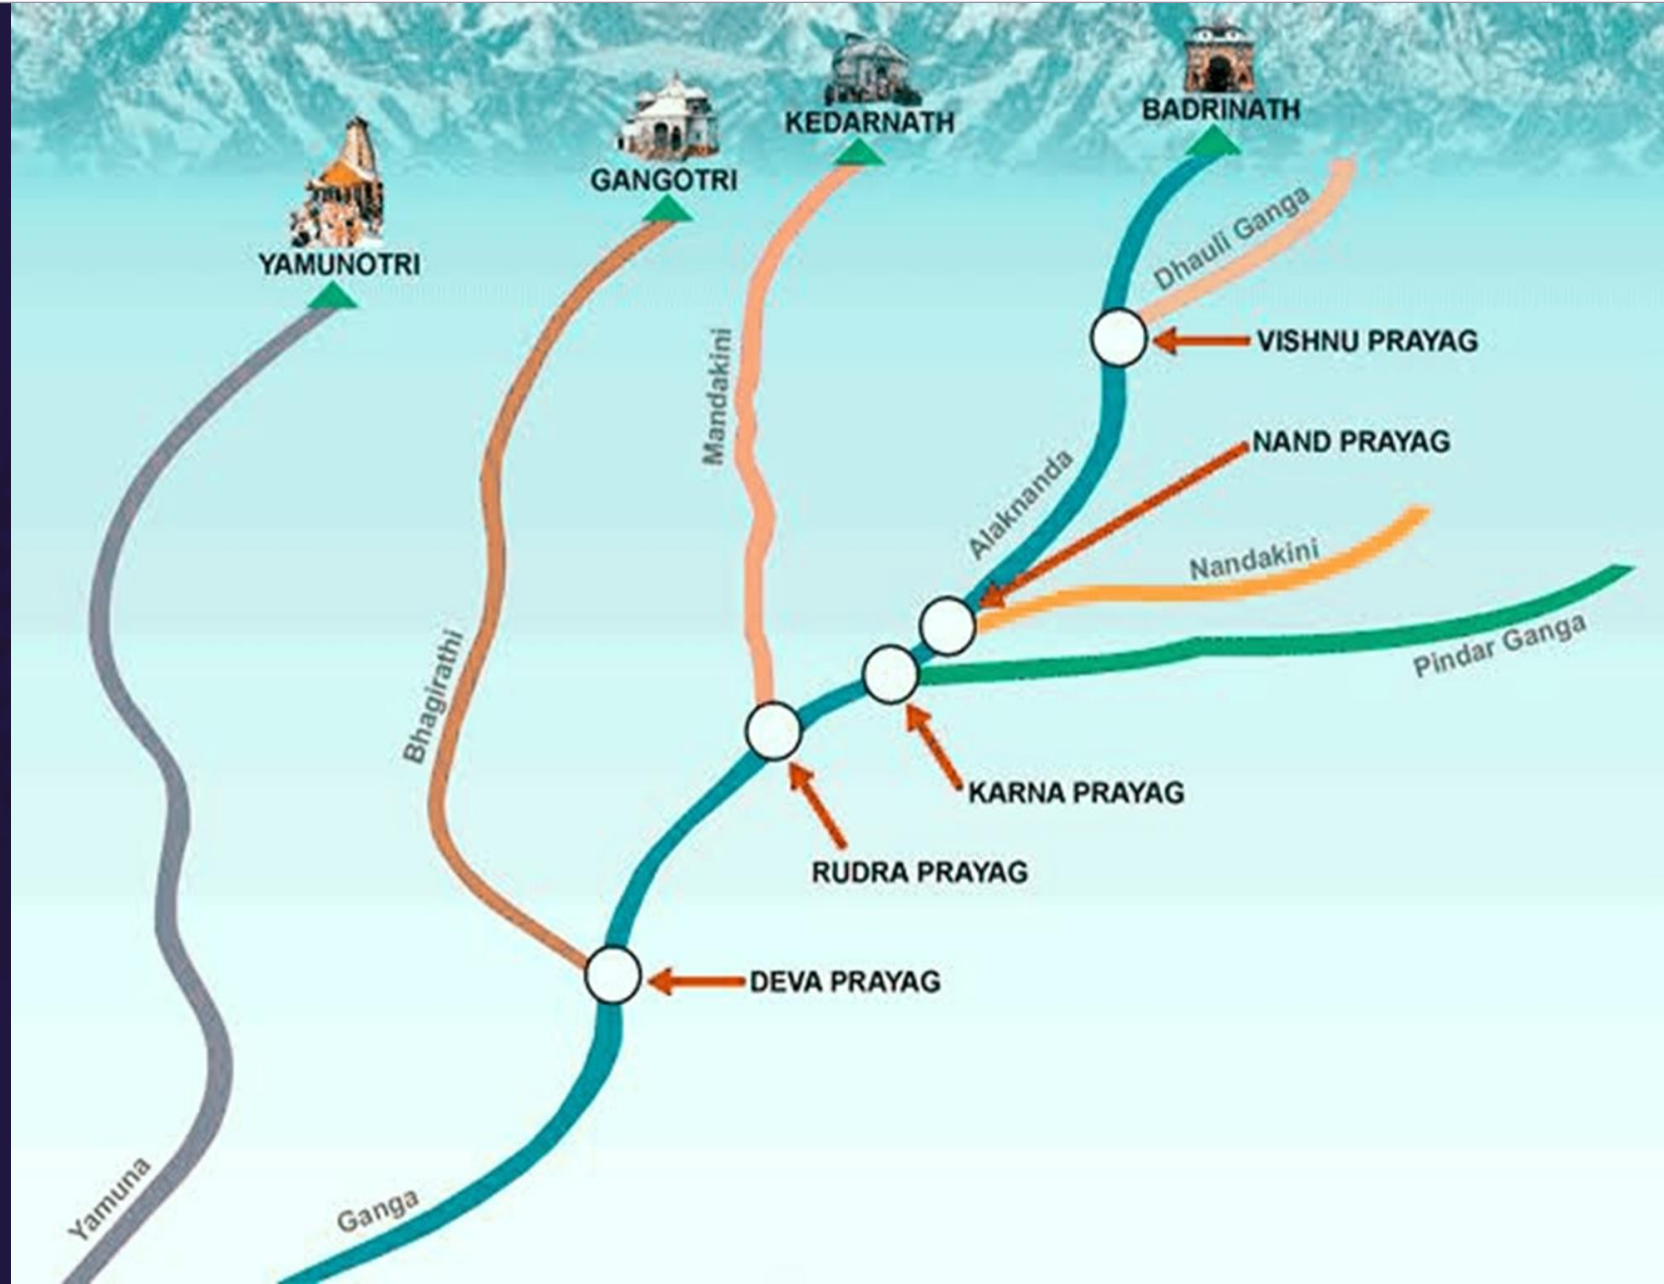 BADRINATH
KEDARNATH
GANGOTRI
YAMUNOTRI
Dhauli Ganga
VISHNU PRAYAG
Mandakini
NAND PRAYAG
Alaknanda
Nandakini
Pindar Ganga
Bhagirathi
KARNA PRAYAG
RUDRA PRAYAG
DEVA PRAYAG
Yamuna
Ganga